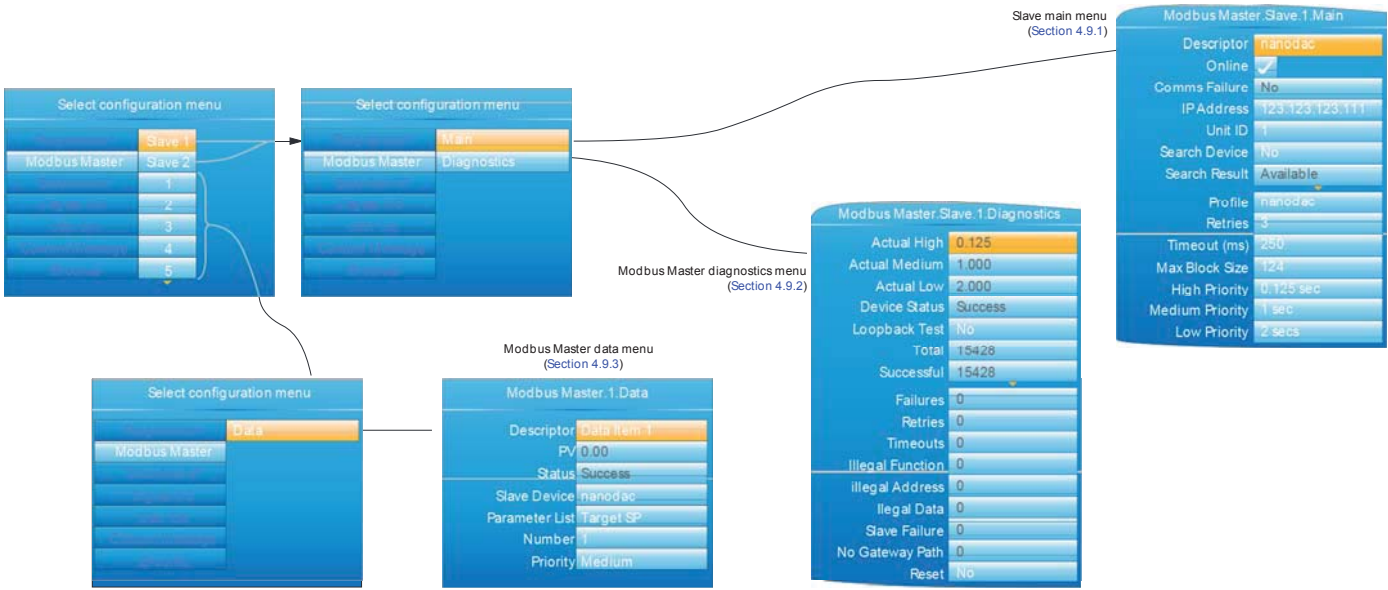 Slave main menu
(Section 4.9.1)
Modbus Master.Slave.1.Main
Descriptor nanodac
Online
Comms Failure No
IP Address 123.123.123.111
Unit ID 1
Search Device No
Search Result Available
Profile nanodac
Retries 3
Timeout (ms) 250
Max Block Size 124
High Priority 0.125 sec
Medium Priority 1 sec
Low Priority 2 secs
Select configuration menu
Slave 1
Modbus Master Slave 2
1
2
3
4
5
Select configuration menu
Main
Modbus Master Diagnostics
Modbus Master diagnostics menu
(Section 4.9.2)
Modbus Master.Slave.1.Diagnostics
Actual High 0.125
Actual Medium 1.000
Actual Low 2.000
Device Status Success
Loopback Test No
Total 15428
Successful 15428
Failures 0
Retries 0
Timeouts 0
Illegal Function 0
illegal Address 0
Ilegal Data 0
Slave Failure 0
No Gateway Path 0
Reset No
Select configuration menu
Data
Modbus Master
Modbus Master data menu
(Section 4.9.3)
Modbus Master.1.Data
Descriptor Data Item 1
PV 0.00
Status Success
Slave Device nanodac
Parameter List Target SP
Number 1
Priority Medium